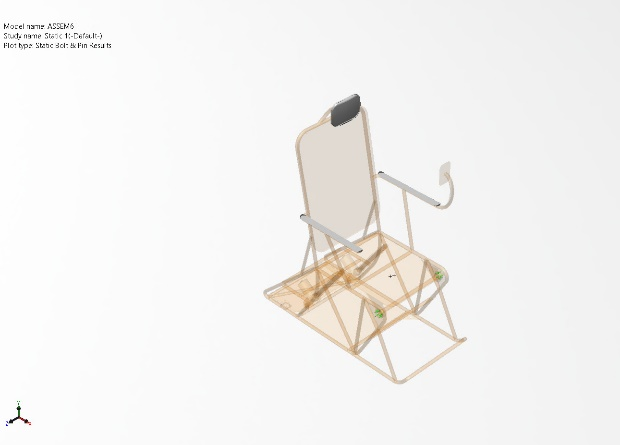 Model name: ASSEM6
Study name: Static 1(-Default-)
Plot type: Static Bolt & Pin Results